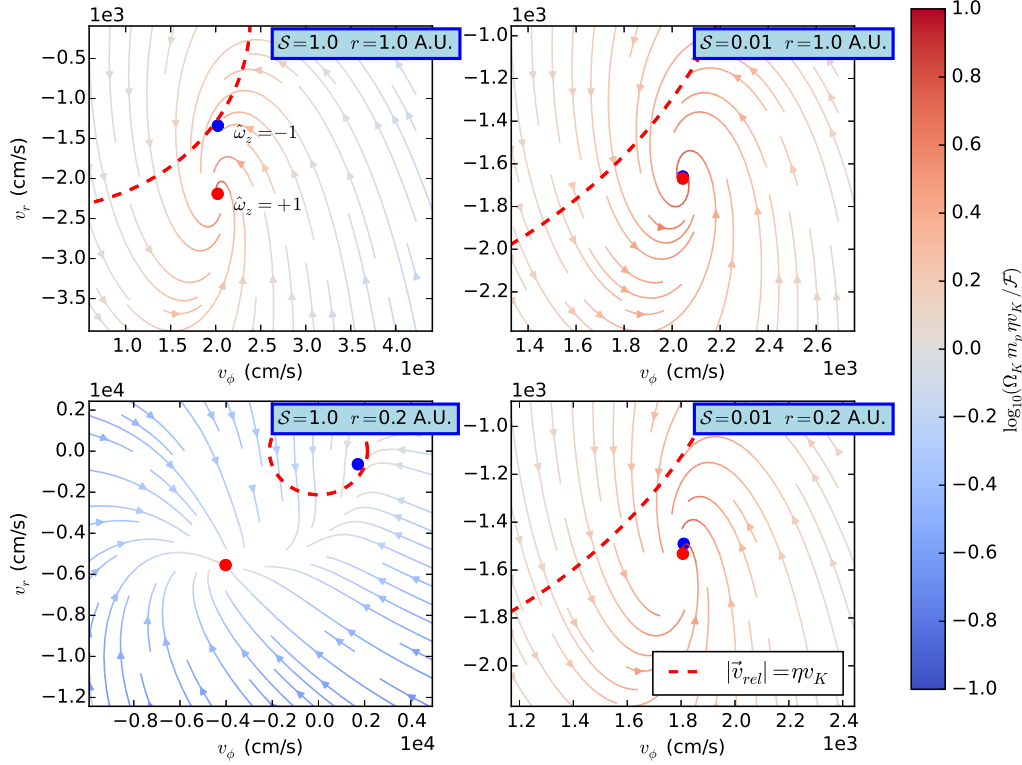 1e3
𝒮=1.0 r=1.0 A.U.
−0.5
−1.0
−1.5
−2.0
−2.5
−3.0
−3.5
v_r (cm/s)
ω̂_z = −1
ω̂_z = +1
1.0 1.5 2.0 2.5 3.0 3.5 4.0
v_ϕ (cm/s)
1e3
1e3
𝒮=0.01 r=1.0 A.U.
−1.0
−1.2
−1.4
−1.6
−1.8
−2.0
−2.2
1.4 1.6 1.8 2.0 2.2 2.4 2.6
v_ϕ (cm/s)
1e3
1e4
𝒮=1.0 r=0.2 A.U.
0.2
0.0
−0.2
−0.4
−0.6
−0.8
−1.0
−1.2
v_r (cm/s)
−0.8 −0.6 −0.4 −0.2 0.0 0.2 0.4
v_ϕ (cm/s)
1e4
1e3
𝒮=0.01 r=0.2 A.U.
−1.0
−1.2
−1.4
−1.6
−1.8
−2.0
|v⃗_rel| = ηv_K
1.2 1.4 1.6 1.8 2.0 2.2 2.4
v_ϕ (cm/s)
1e3
1.0
0.8
0.6
0.4
0.2
0.0
−0.2
−0.4
−0.6
−0.8
−1.0
log₁₀(Ω_K m_p ηv_K/ℱ)